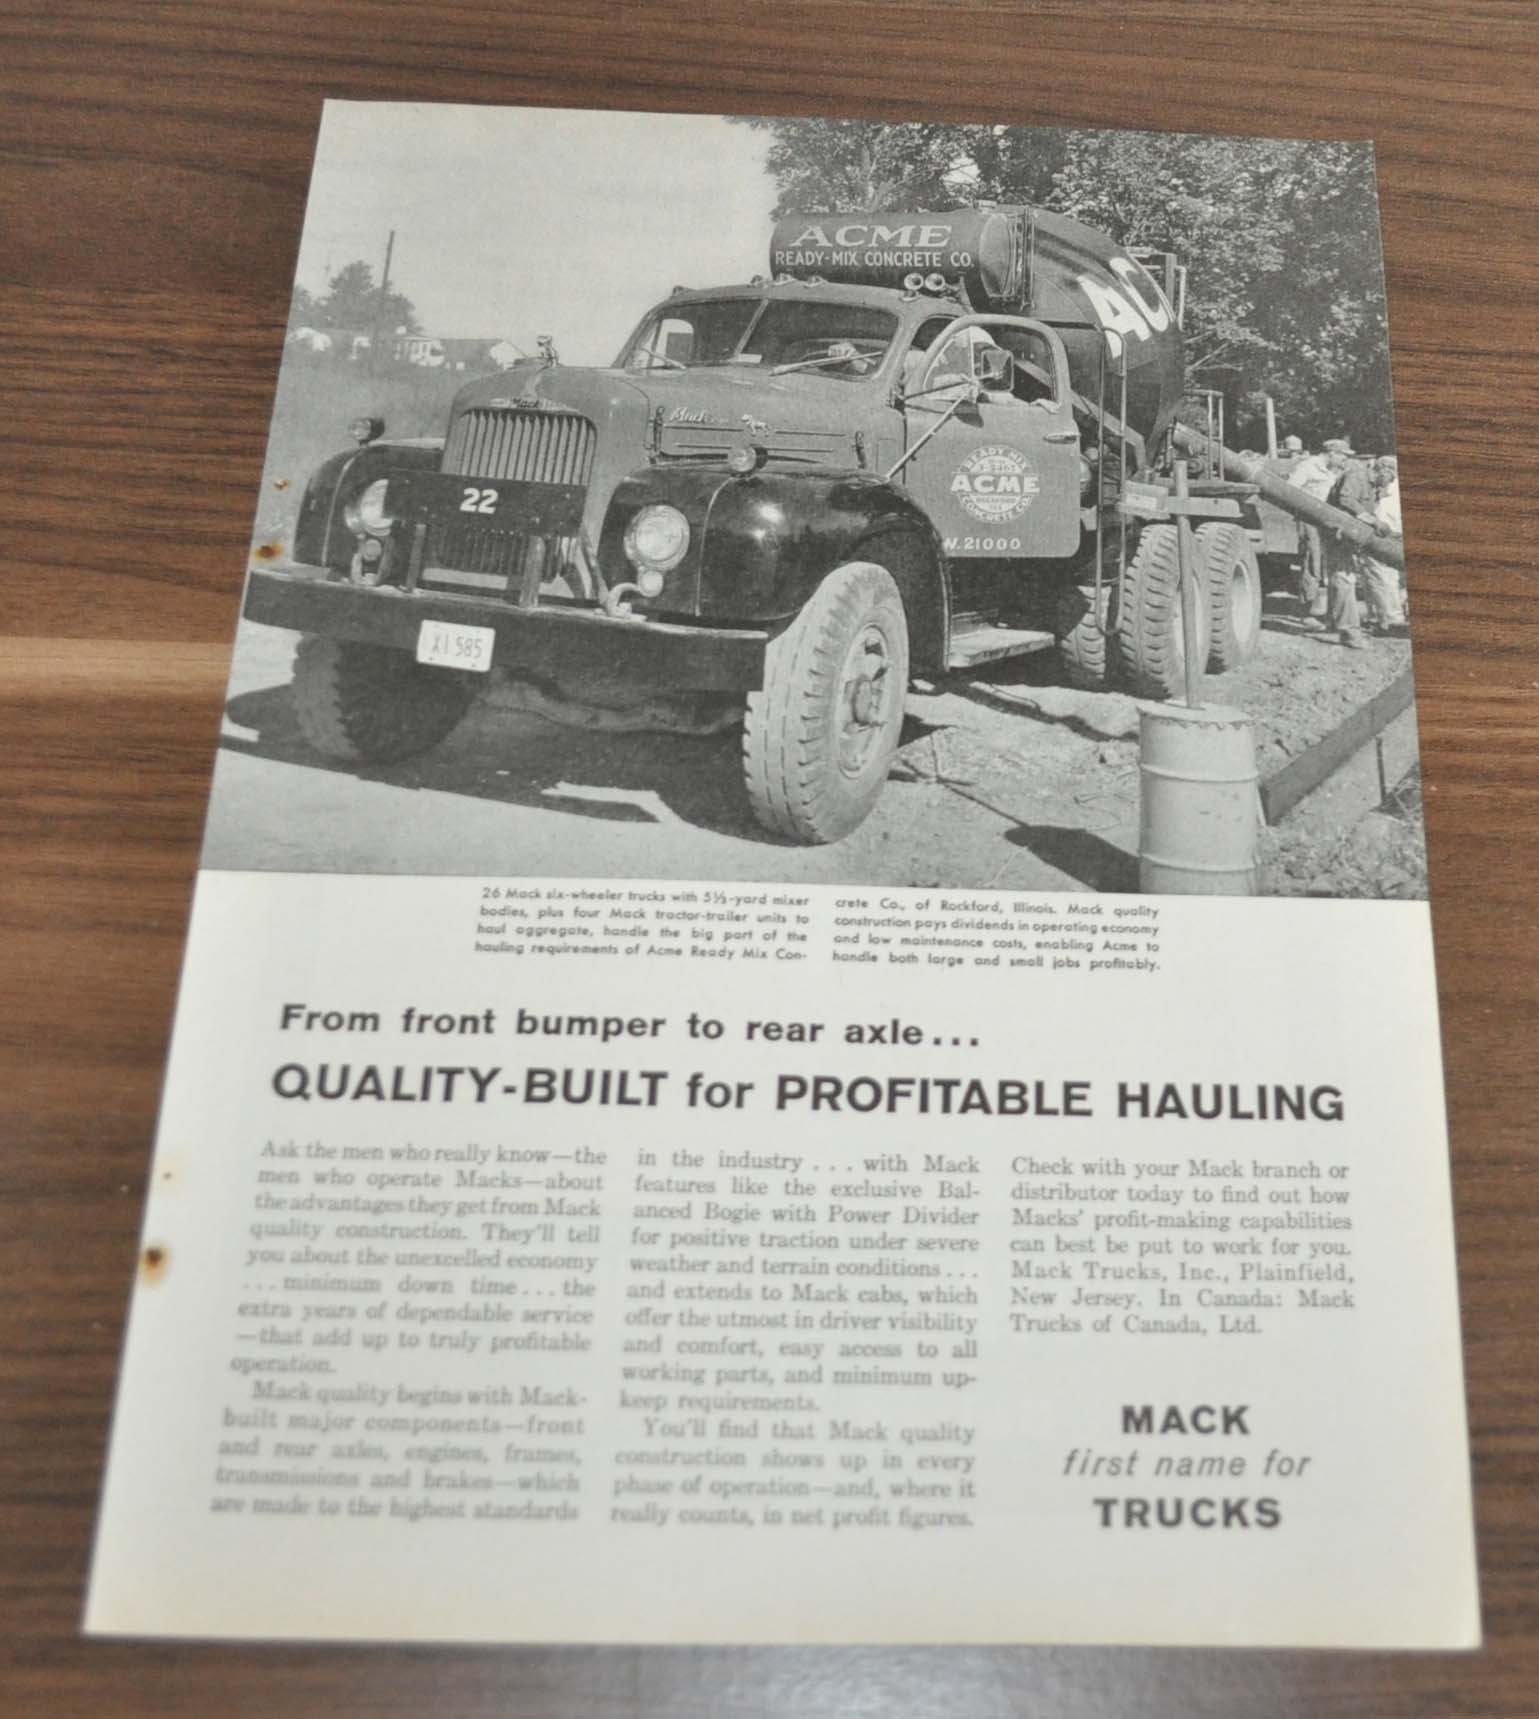 ACME
READY-MIX CONCRETE CO.
Mack
Mack
22
READY-MIX
ACME
ROCKFORD
ILL.
CONCRETE CO.
W.21000
X1 585
26 Mack six-wheeler trucks with 5½-yard mixer
bodies, plus four Mack tractor-trailer units to
haul aggregate, handle the big part of the
hauling requirements of Acme Ready Mix Con-
crete Co., of Rockford, Illinois. Mack quality
construction pays dividends in operating economy
and low maintenance costs, enabling Acme to
handle both large and small jobs profitably.
From front bumper to rear axle...
QUALITY-BUILT for PROFITABLE HAULING
Ask the men who really know—the
men who operate Macks—about
the advantages they get from Mack
quality construction. They'll tell
you about the unexcelled economy
...minimum down time...the
extra years of dependable service
—that add up to truly profitable
operation.
Mack quality begins with Mack-
built major components—front
and rear axles, engines, frames,
transmissions and brakes—which
are made to the highest standards
in the industry . . . with Mack
features like the exclusive Bal-
anced Bogie with Power Divider
for positive traction under severe
weather and terrain conditions...
and extends to Mack cabs, which
offer the utmost in driver visibility
and comfort, easy access to all
working parts, and minimum up-
keep requirements.
You'll find that Mack quality
construction shows up in every
phase of operation—and, where it
really counts, in net profit figures.
Check with your Mack branch or
distributor today to find out how
Macks' profit-making capabilities
can best be put to work for you.
Mack Trucks, Inc., Plainfield,
New Jersey. In Canada: Mack
Trucks of Canada, Ltd.
MACK
first name for
TRUCKS